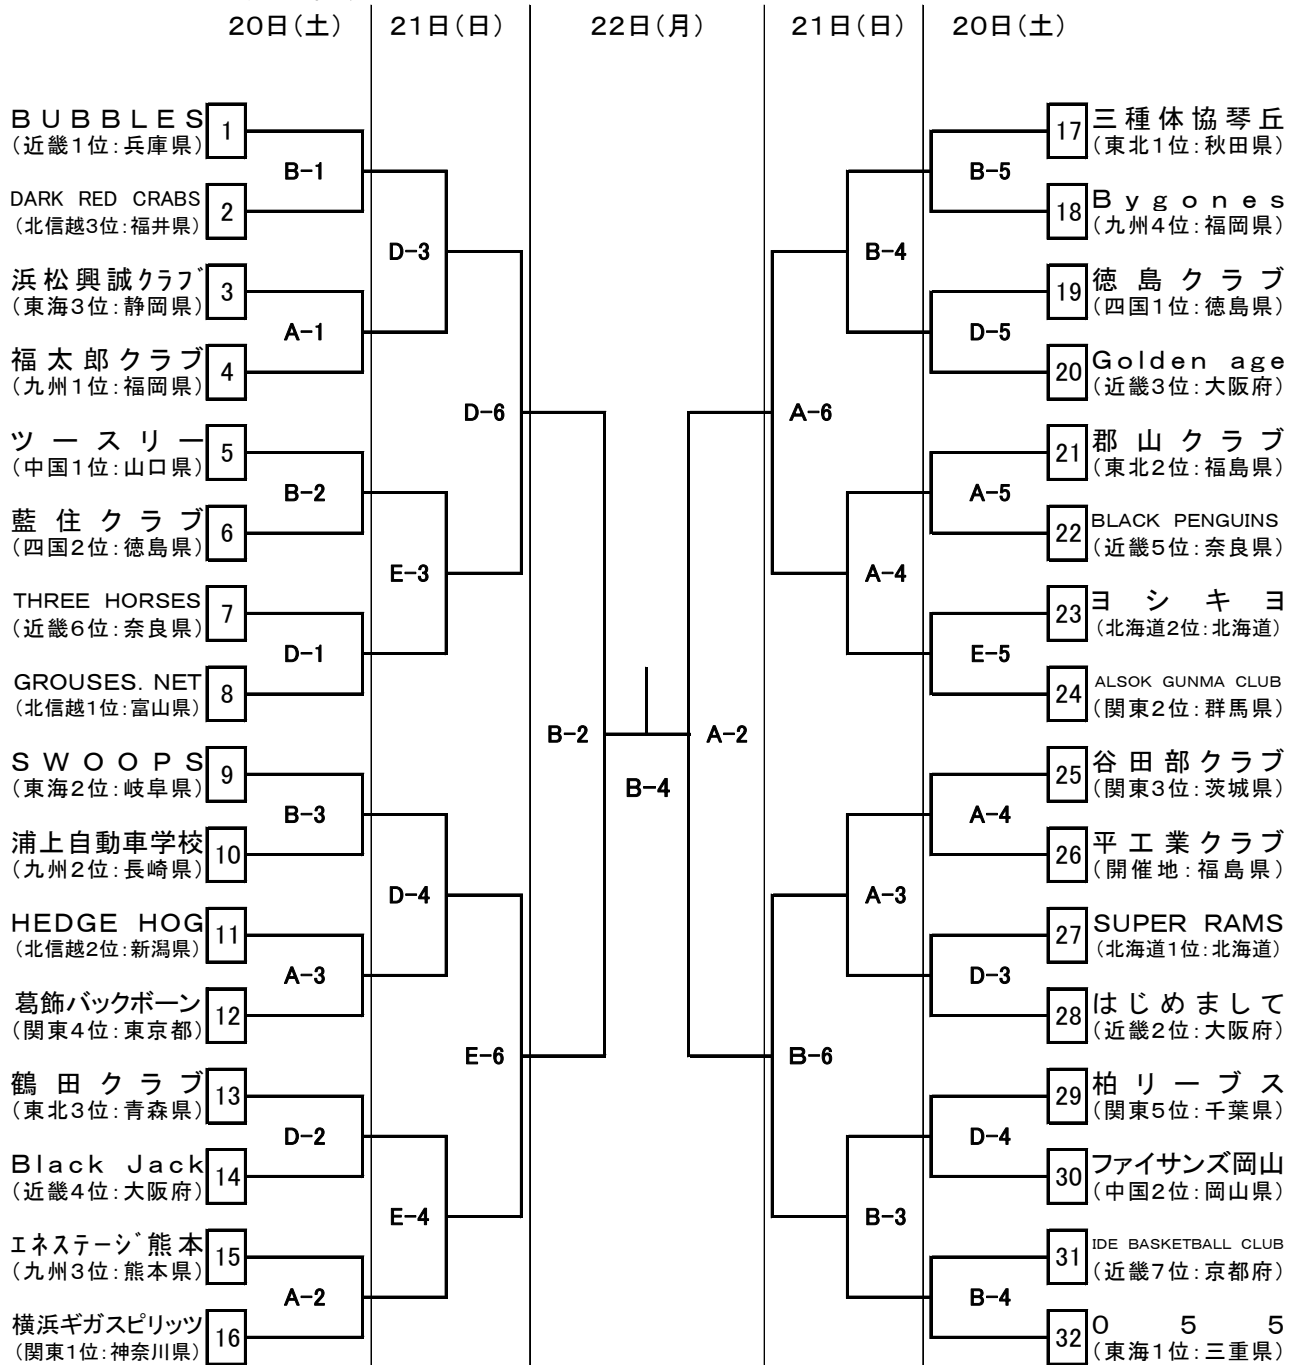 20日(土) 21日(日) 22日(月) 21日(日) 20日(土)
BUBBLES 1
(近畿1位:兵庫県)
B-1
DARK RED CRABS 2
(北信越3位:福井県)
D-3
浜松興誠クラブ 3
(東海3位:静岡県)
A-1
福太郎クラブ 4
(九州1位:福岡県)
D-6
ツースリー 5
(中国1位:山口県)
B-2
藍住クラブ 6
(四国2位:徳島県)
E-3
THREE HORSES 7
(近畿6位:奈良県)
D-1
GROUSES.NET 8
(北信越1位:富山県)
B-2
SWOOPS 9
(東海2位:岐阜県)
B-3
浦上自動車学校 10
(九州2位:長崎県)
D-4
HEDGE HOG 11
(北信越2位:新潟県)
A-3
葛飾バックボーン 12
(関東4位:東京都)
E-6
鶴田クラブ 13
(東北3位:青森県)
D-2
Black Jack 14
(近畿4位:大阪府)
E-4
エネステージ熊本 15
(九州3位:熊本県)
A-2
横浜ギガスピリッツ 16
(関東1位:神奈川県)
B-4
17 三種体協琴丘
(東北1位:秋田県)
B-5
18 Bygones
(九州4位:福岡県)
B-4
19 徳島クラブ
(四国1位:徳島県)
D-5
20 Golden age
(近畿3位:大阪府)
A-6
21 郡山クラブ
(東北2位:福島県)
A-5
22 BLACK PENGUINS
(近畿5位:奈良県)
A-4
23 ヨシキヨ
(北海道2位:北海道)
E-5
24 ALSOK GUNMA CLUB
(関東2位:群馬県)
A-2
25 谷田部クラブ
(関東3位:茨城県)
A-4
26 平工業クラブ
(開催地:福島県)
A-3
27 SUPER RAMS
(北海道1位:北海道)
D-3
28 はじめまして
(近畿2位:大阪府)
B-6
29 柏リーブス
(関東5位:千葉県)
D-4
30 ファイサンズ岡山
(中国2位:岡山県)
B-3
31 IDE BASKETBALL CLUB
(近畿7位:京都府)
B-4
32 055
(東海1位:三重県)